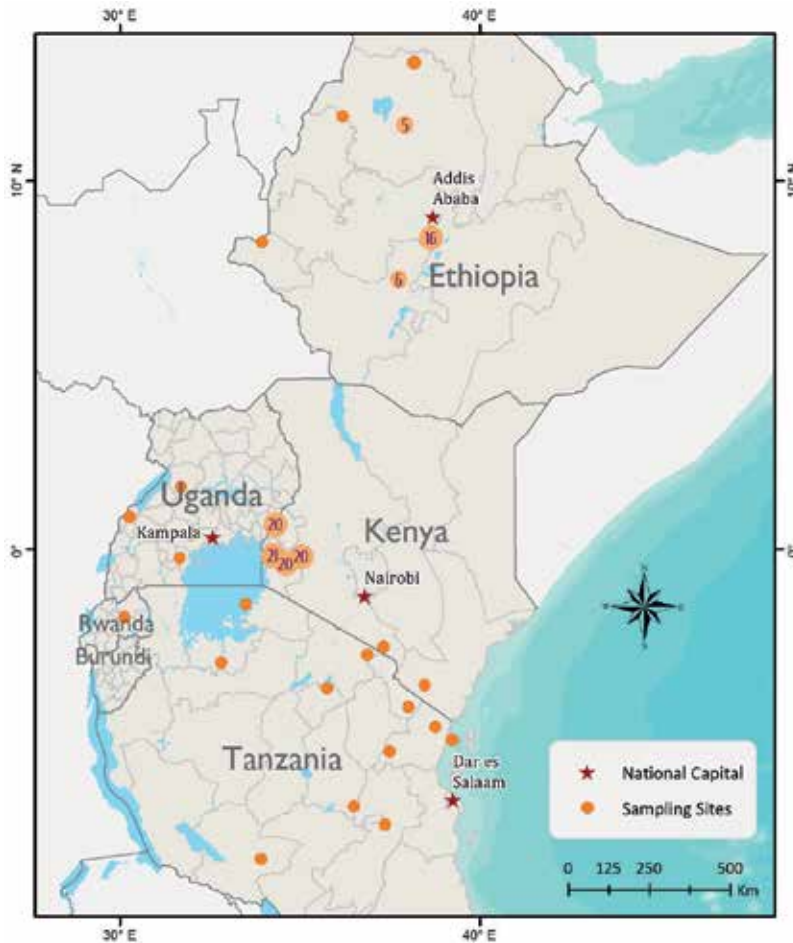 30° E
40° E
10°N
10°N
5
Addis
Ababa
16
6
Ethiopia
Uganda
20
Kampala
Kenya
0°
21
20
20
Nairobi
Rwanda
Burundi
Tanzania
Dar es
Salaam
National Capital
Sampling Sites
0 125 250 500
Km
30° E
40° E